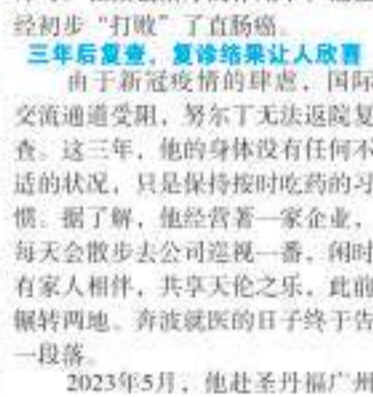 经初步“打败”了直肠癌。
三年后复查，复诊结果让人欣喜
由于新冠疫情的肆虐，国际
交流通道受阻，努尔丁无法返院复
查。这三年，他的身体没有任何不
适的状况，只是保持按时吃药的习
惯。据了解，他经营著一家企业，
每天会散步去公司巡视一番，闲时
有家人相伴，共享天伦之乐，此前
辗转两地、奔波就医的日子终于告
一段落。
2023年5月，他赴圣丹福广州